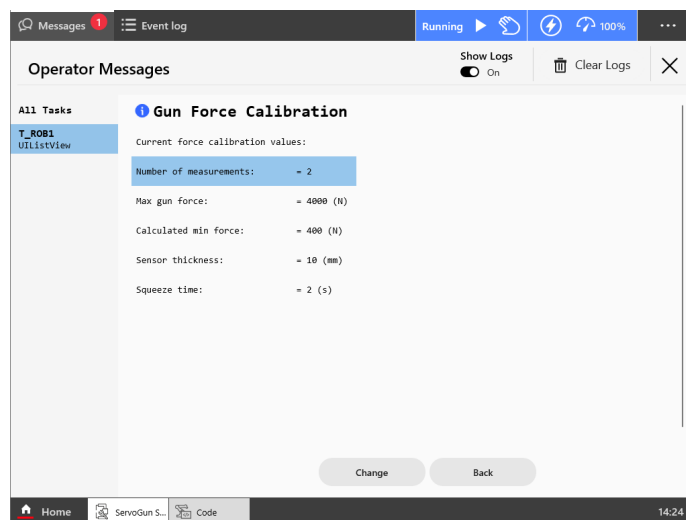 Messages 1
Event log
Running
100%
...
Operator Messages
Show Logs
On
Clear Logs
All Tasks
T_ROB1
UIListView
Gun Force Calibration
Current force calibration values:
Number of measurements: = 2
Max gun force: = 4000 (N)
Calculated min force: = 400 (N)
Sensor thickness: = 10 (mm)
Squeeze time: = 2 (s)
Change
Back
Home
ServoGun S...
Code
14:24